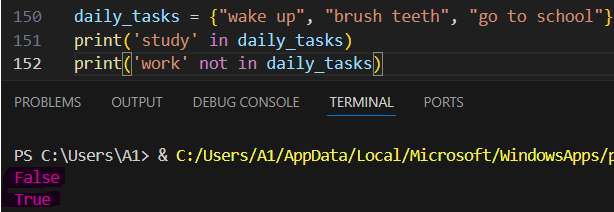 150 daily_tasks = {"wake up", "brush teeth", "go to school"}
151 print('study' in daily_tasks)
152 print('work' not in daily_tasks)
PROBLEMS OUTPUT DEBUG CONSOLE TERMINAL PORTS
PS C:\Users\A1> & C:/Users/A1/AppData/Local/Microsoft/WindowsApps/p
False
True